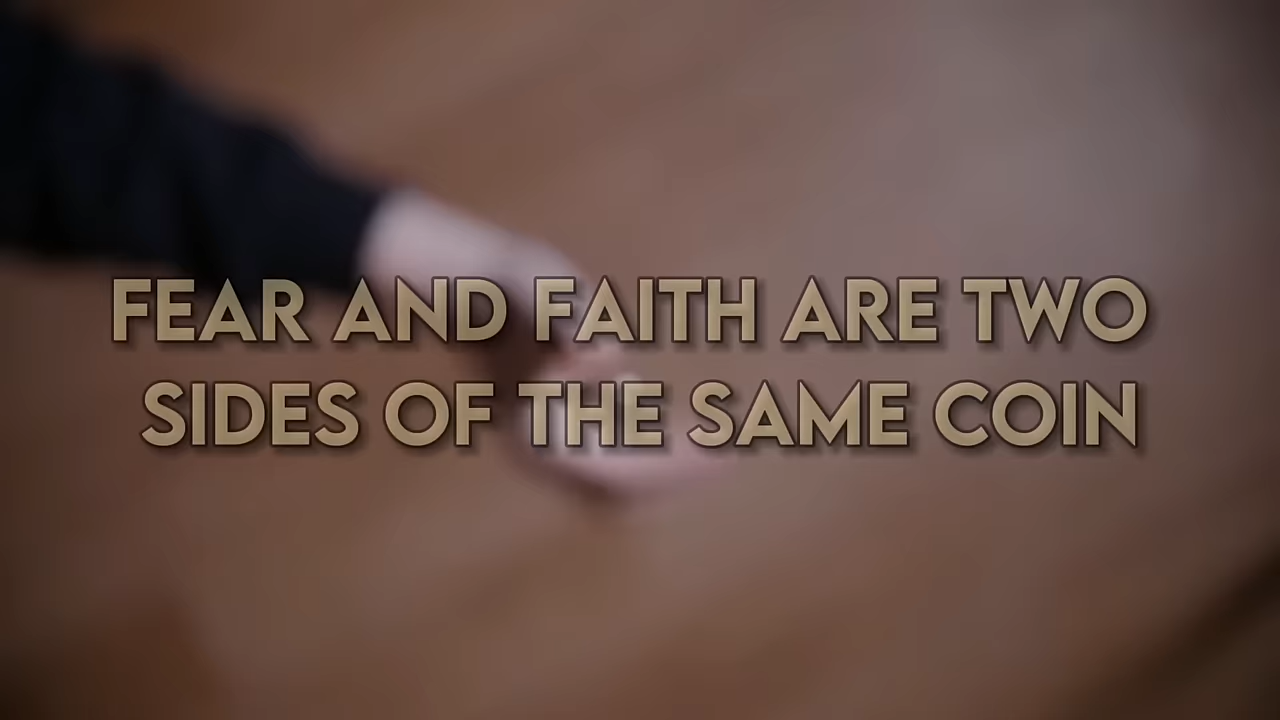 FEAR AND FAITH ARE TWO
SIDES OF THE SAME COIN